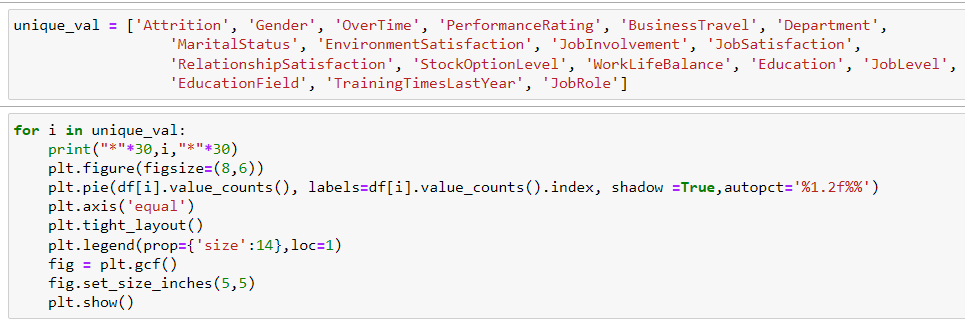 unique_val = ['Attrition', 'Gender', 'OverTime', 'PerformanceRating', 'BusinessTravel', 'Department',
'MaritalStatus', 'EnvironmentSatisfaction', 'JobInvolvement', 'JobSatisfaction',
'RelationshipSatisfaction', 'StockOptionLevel', 'WorkLifeBalance', 'Education', 'JobLevel',
'EducationField', 'TrainingTimesLastYear', 'JobRole']
for i in unique_val:
    print("*"*30,i,"*"*30)
    plt.figure(figsize=(8,6))
    plt.pie(df[i].value_counts(), labels=df[i].value_counts().index, shadow =True,autopct='%1.2f%%')
    plt.axis('equal')
    plt.tight_layout()
    plt.legend(prop={'size':14},loc=1)
    fig = plt.gcf()
    fig.set_size_inches(5,5)
    plt.show()